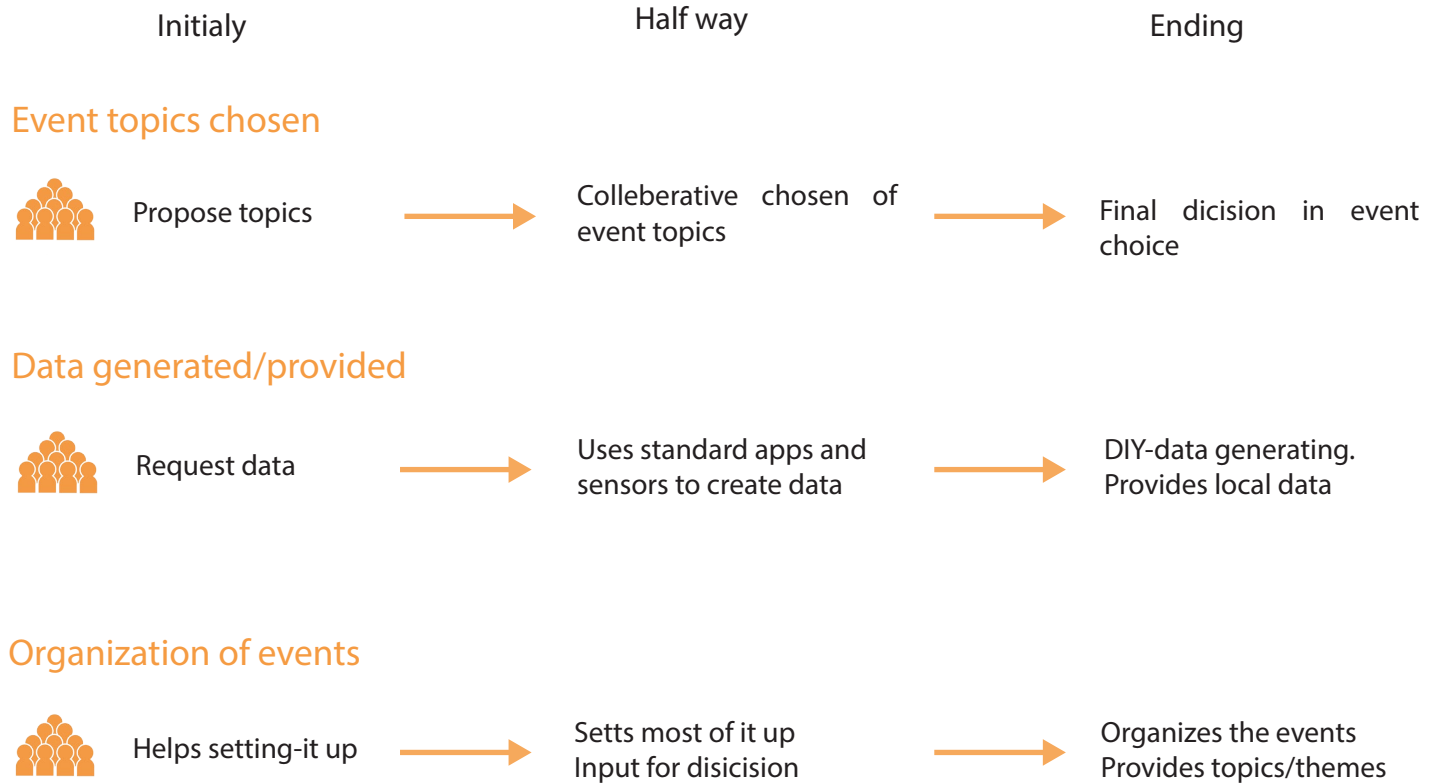 Initialy
Half way
Ending
Event topics chosen
Propose topics
Colleberative chosen of
event topics
Final dicision in event
choice
Data generated/provided
Request data
Uses standard apps and
sensors to create data
DIY-data generating.
Provides local data
Organization of events
Helps setting-it up
Setts most of it up
Input for disicision
Organizes the events
Provides topics/themes